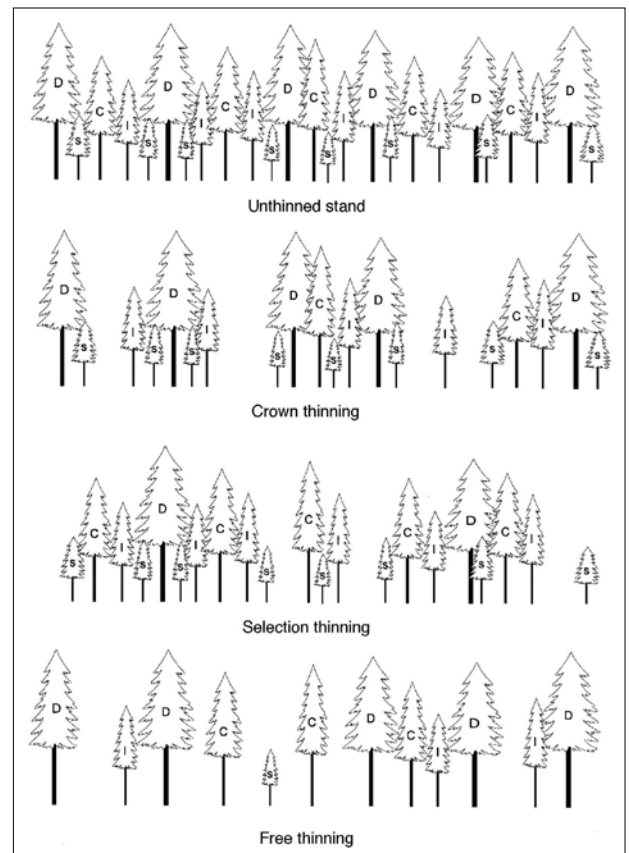 D S C I S D S I C I S D C S I D S C I D S C I D S
Unthinned stand
D S I S D S I S D C S I D S I S C I D S
Crown thinning
S C I S D S I C I S C S I S C I D S C I S
Selection thinning
D I D C S C D C I D I D
Free thinning